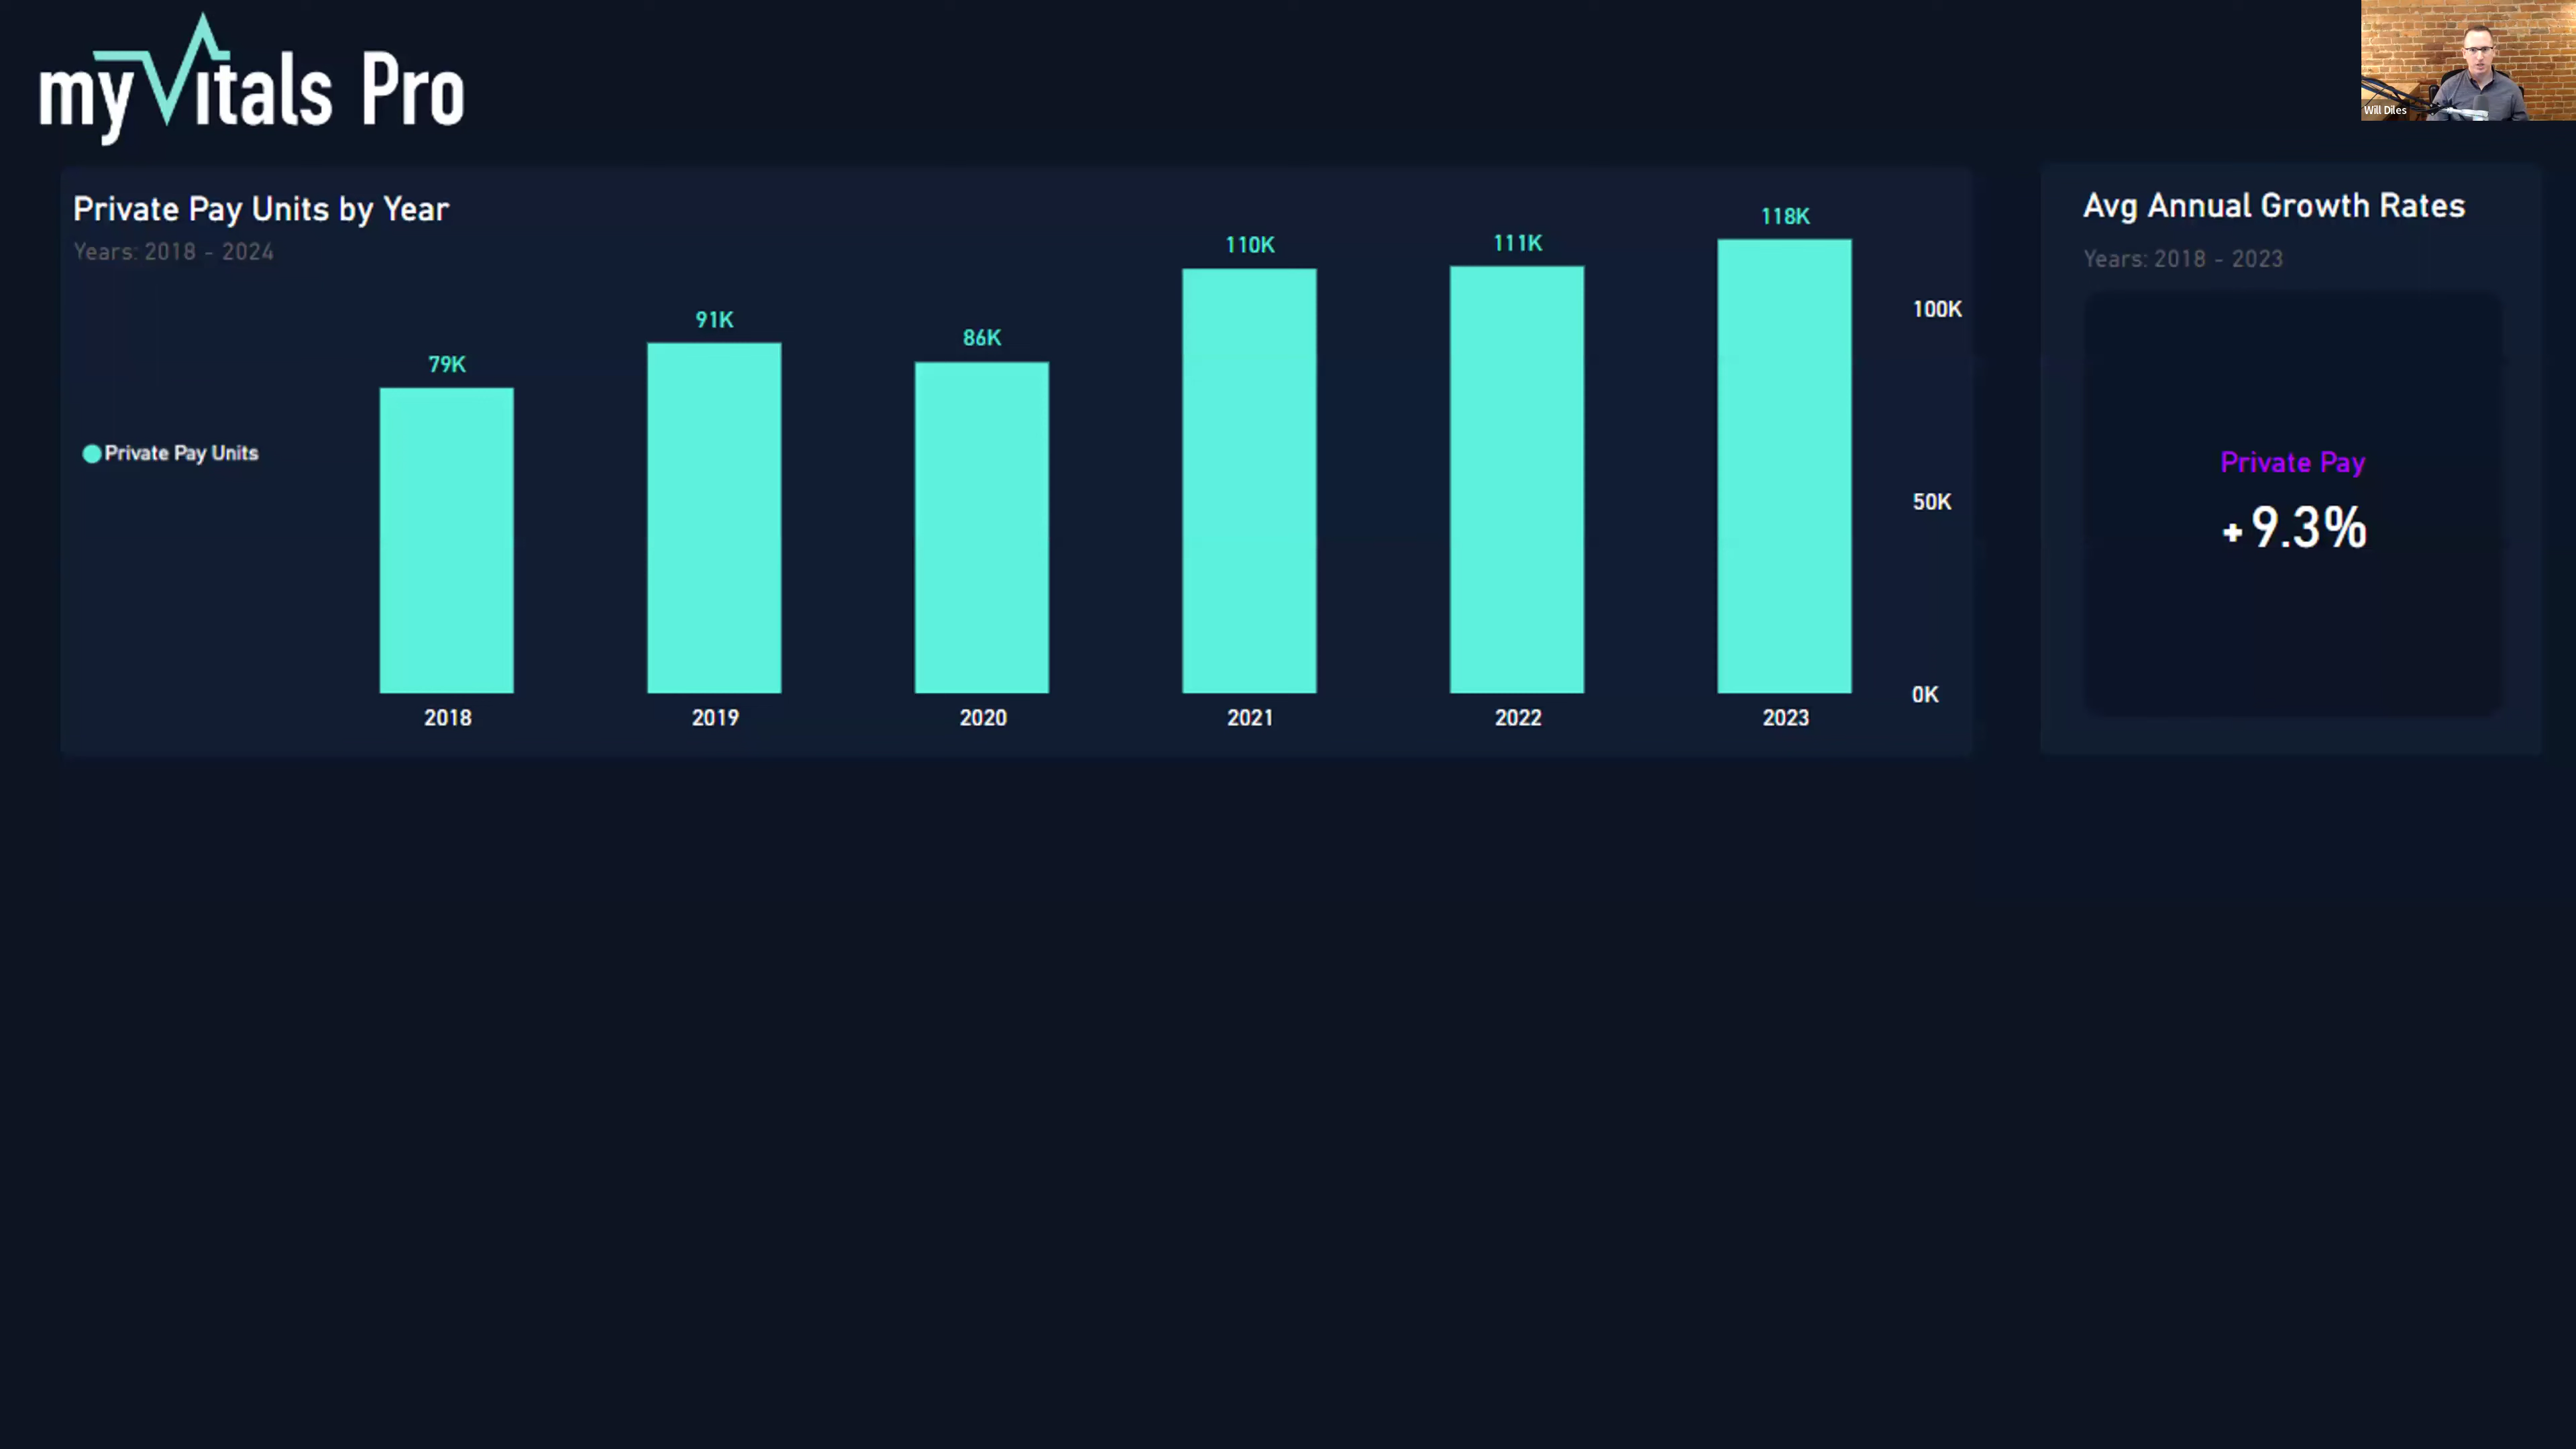 myVitals Pro
Will Diles
Private Pay Units by Year
Years: 2018 - 2024
Private Pay Units
79K
91K
86K
110K
111K
118K
100K
50K
0K
2018
2019
2020
2021
2022
2023
Avg Annual Growth Rates
Years: 2018 - 2023
Private Pay
+9.3%